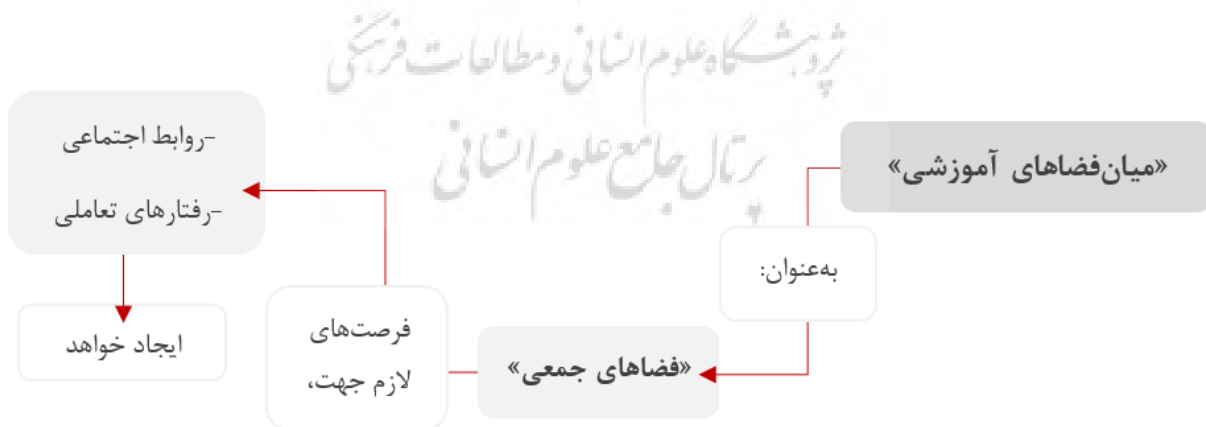 پژوهشگاه علوم انسانی و مطالعات فرهنگی
پرتال جامع علوم انسانی
«میان‌فضاهای آموزشی»
به‌عنوان:
«فضاهای جمعی»
فرصت‌های
لازم جهت،
-روابط اجتماعی
-رفتارهای تعاملی
ایجاد خواهد